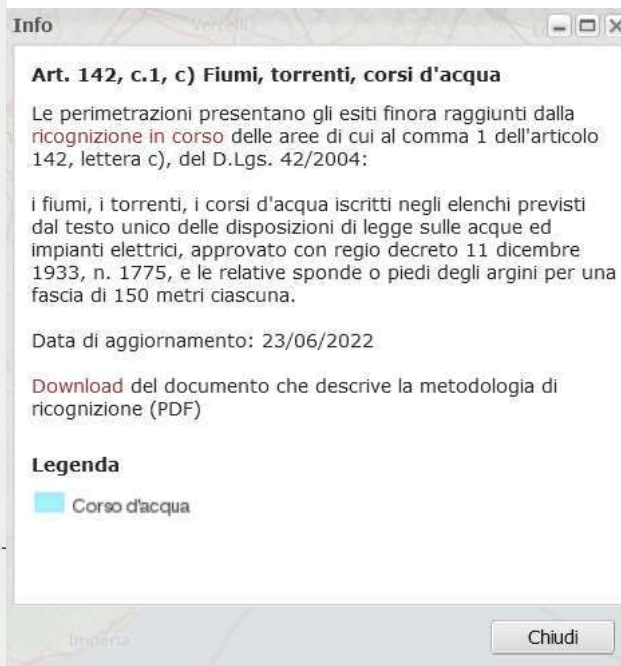 Info
Vercelli
Art. 142, c.1, c) Fiumi, torrenti, corsi d'acqua
Le perimetrazioni presentano gli esiti finora raggiunti dalla
ricognizione in corso delle aree di cui al comma 1 dell'articolo
142, lettera c), del D.Lgs. 42/2004:
i fiumi, i torrenti, i corsi d'acqua iscritti negli elenchi previsti
dal testo unico delle disposizioni di legge sulle acque ed
impianti elettrici, approvato con regio decreto 11 dicembre
1933, n. 1775, e le relative sponde o piedi degli argini per una
fascia di 150 metri ciascuna.
Data di aggiornamento: 23/06/2022
Download del documento che descrive la metodologia di
ricognizione (PDF)
Legenda
Corso d'acqua
Imperia
Chiudi